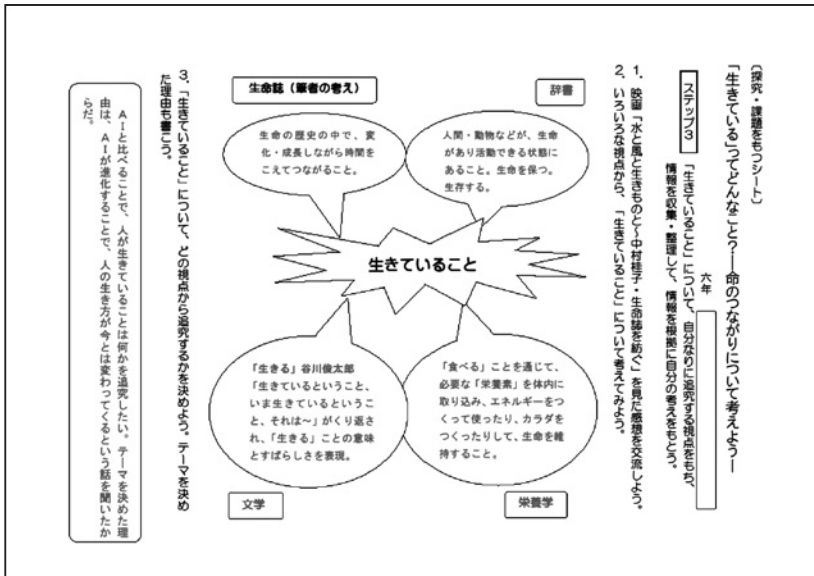 〔探究・課題をもつシート〕
「生きている」ってどんなこと？―命のつながりについて考えよう―
六年
ステップ3
「生きていること」について、自分なりに追究する視点をもち、
情報を収集・整理して、情報を根拠に自分の考えをもとう。
1．映画「水と風と生きものと〜中村桂子・生命誌を紡ぐ」を見た感想を交流しよう。
2．いろいろな視点から、「生きていること」について考えてみよう。
辞書
人間・動物などが、生命
があり活動できる状態に
あること。生命を保つ。
生存する。
生命誌（筆者の考え）
生命の歴史の中で、変
化・成長しながら時間を
こえてつながること。
生きていること
「食べる」ことを通じて、
必要な「栄養素」を体内に
取り込み、エネルギーをつ
くって使ったり、カラダを
つくったりして、生命を維
持すること。
栄養学
「生きる」谷川俊太郎
「生きているということ、
いま生きているというこ
と、それは〜」がくり返さ
れ、「生きる」ことの意味
とすばらしさを表現。
文学
3．「生きていること」について、どの視点から追究するかを決めよう。テーマを決め
た理由も書こう。
AIと比べることで、人が生きていることは何かを追究したい。テーマを決めた理
由は、AIが進化することで、人の生き方が今とは変わってくるという話を聞いたか
らだ。